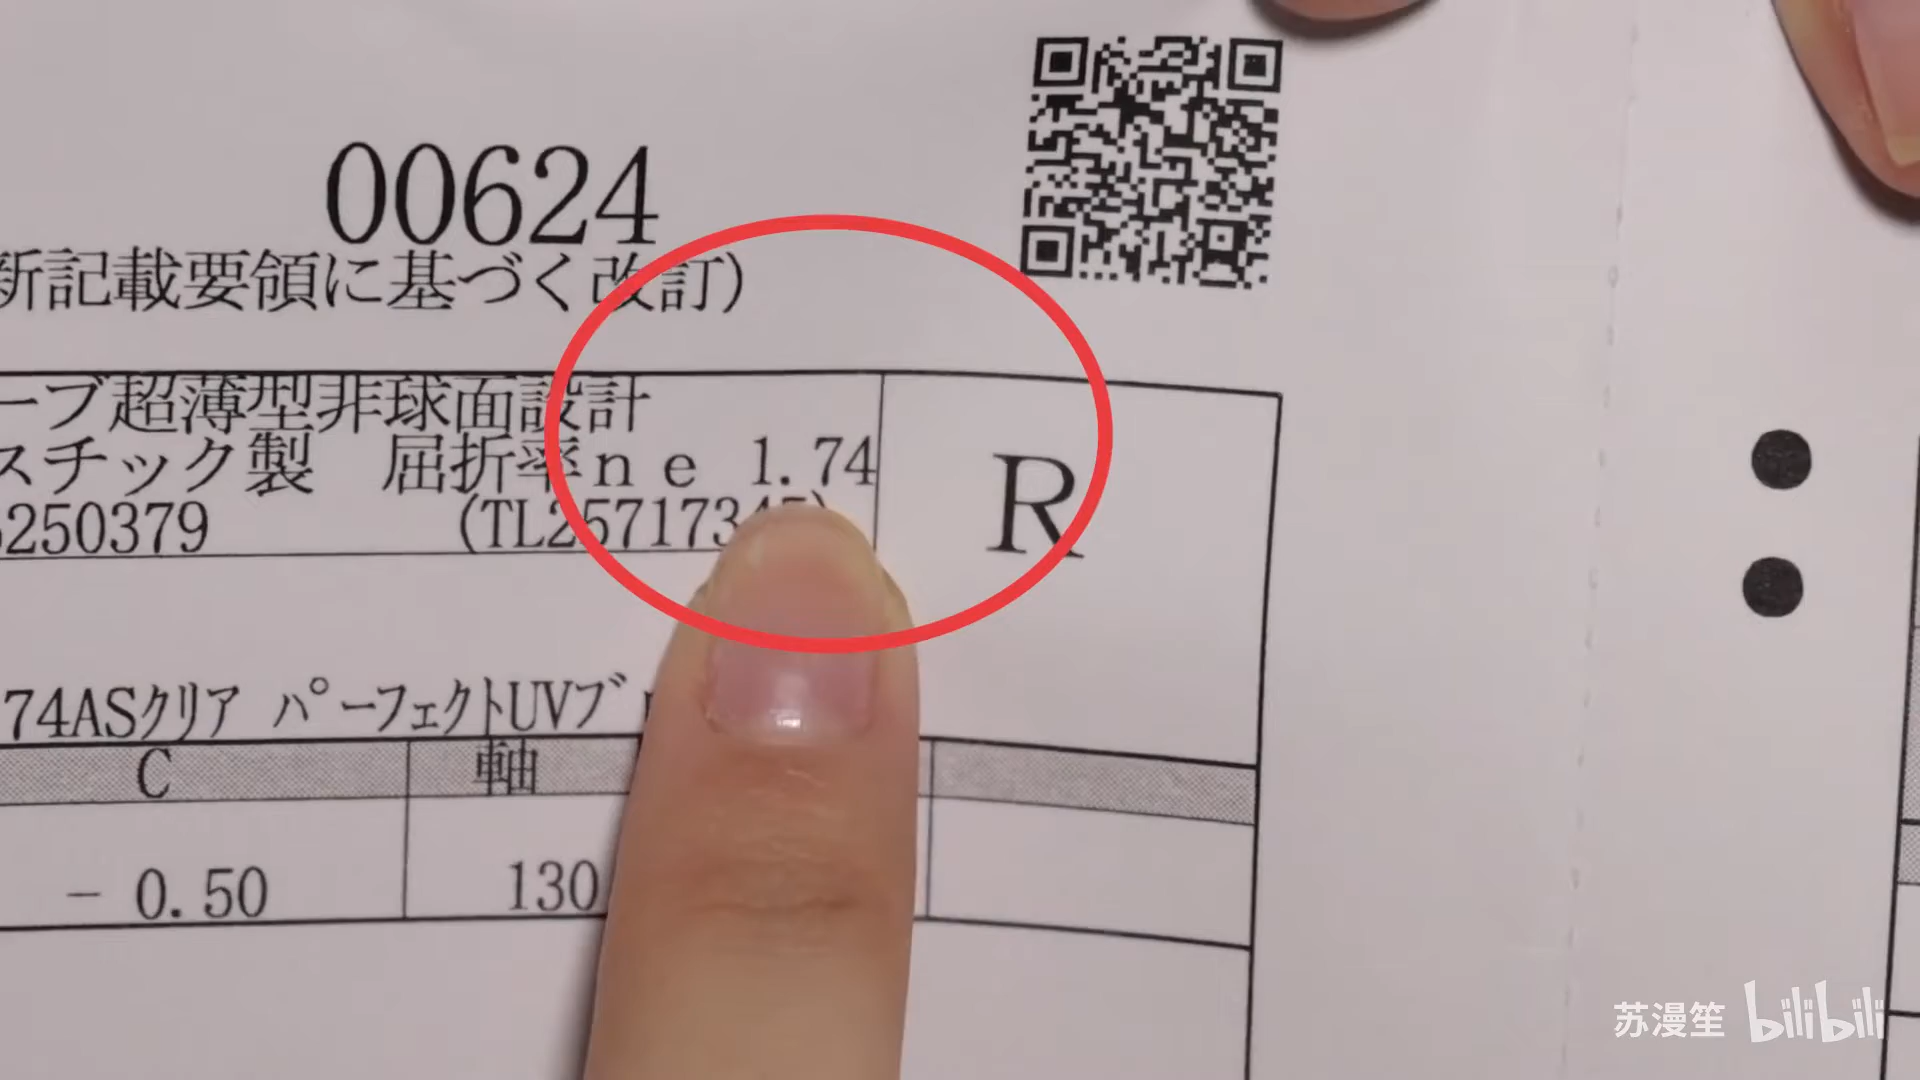 00624
新記載要領に基づく改訂)
ーブ超薄型非球面設計
スチック製 屈折率ne 1.74
250379 (TL2571734
R
74ASクリア パーフェクトUVブ
C 軸
- 0.50 130
苏漫笙 bilibili